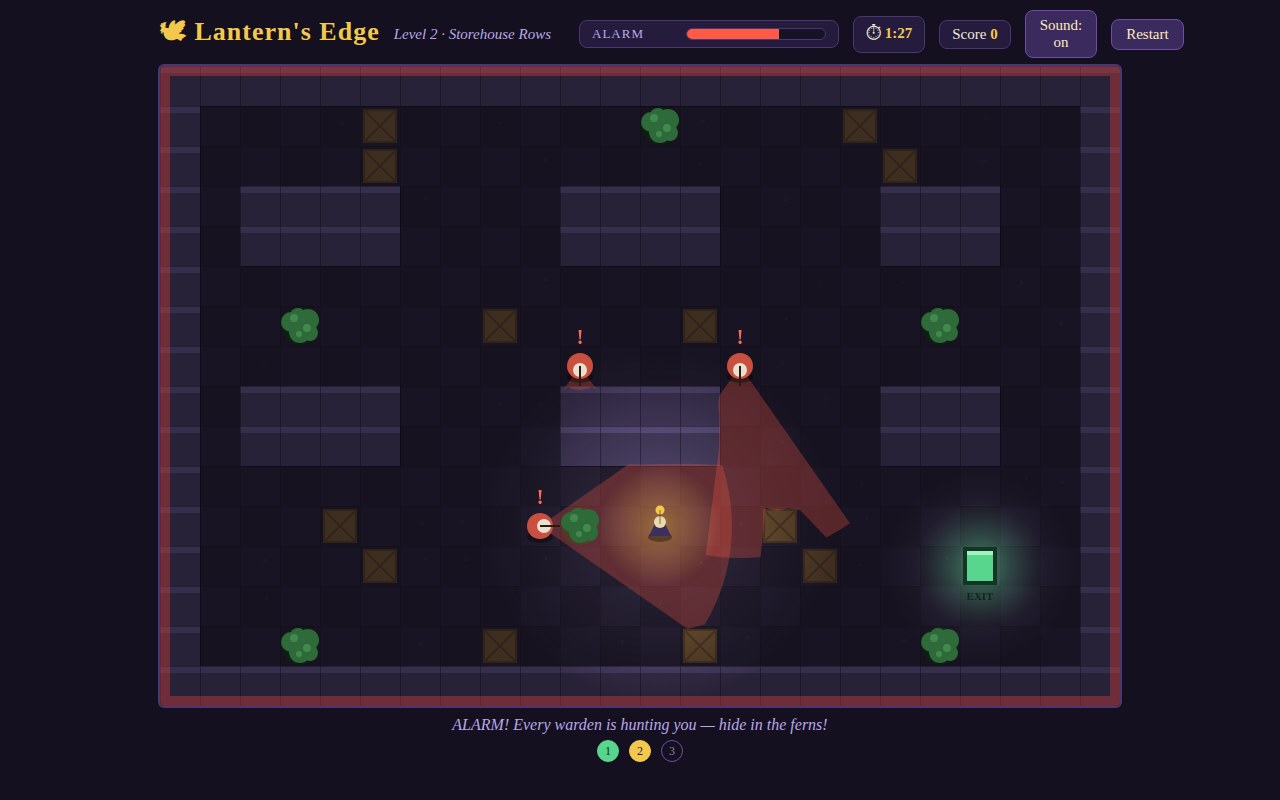 🕊 Lantern's Edge
Level 2 · Storehouse Rows
ALARM
⏱ 1:27
Score 0
Sound:
on
Restart
!
!
!
EXIT
ALARM! Every warden is hunting you — hide in the ferns!
1 2 3